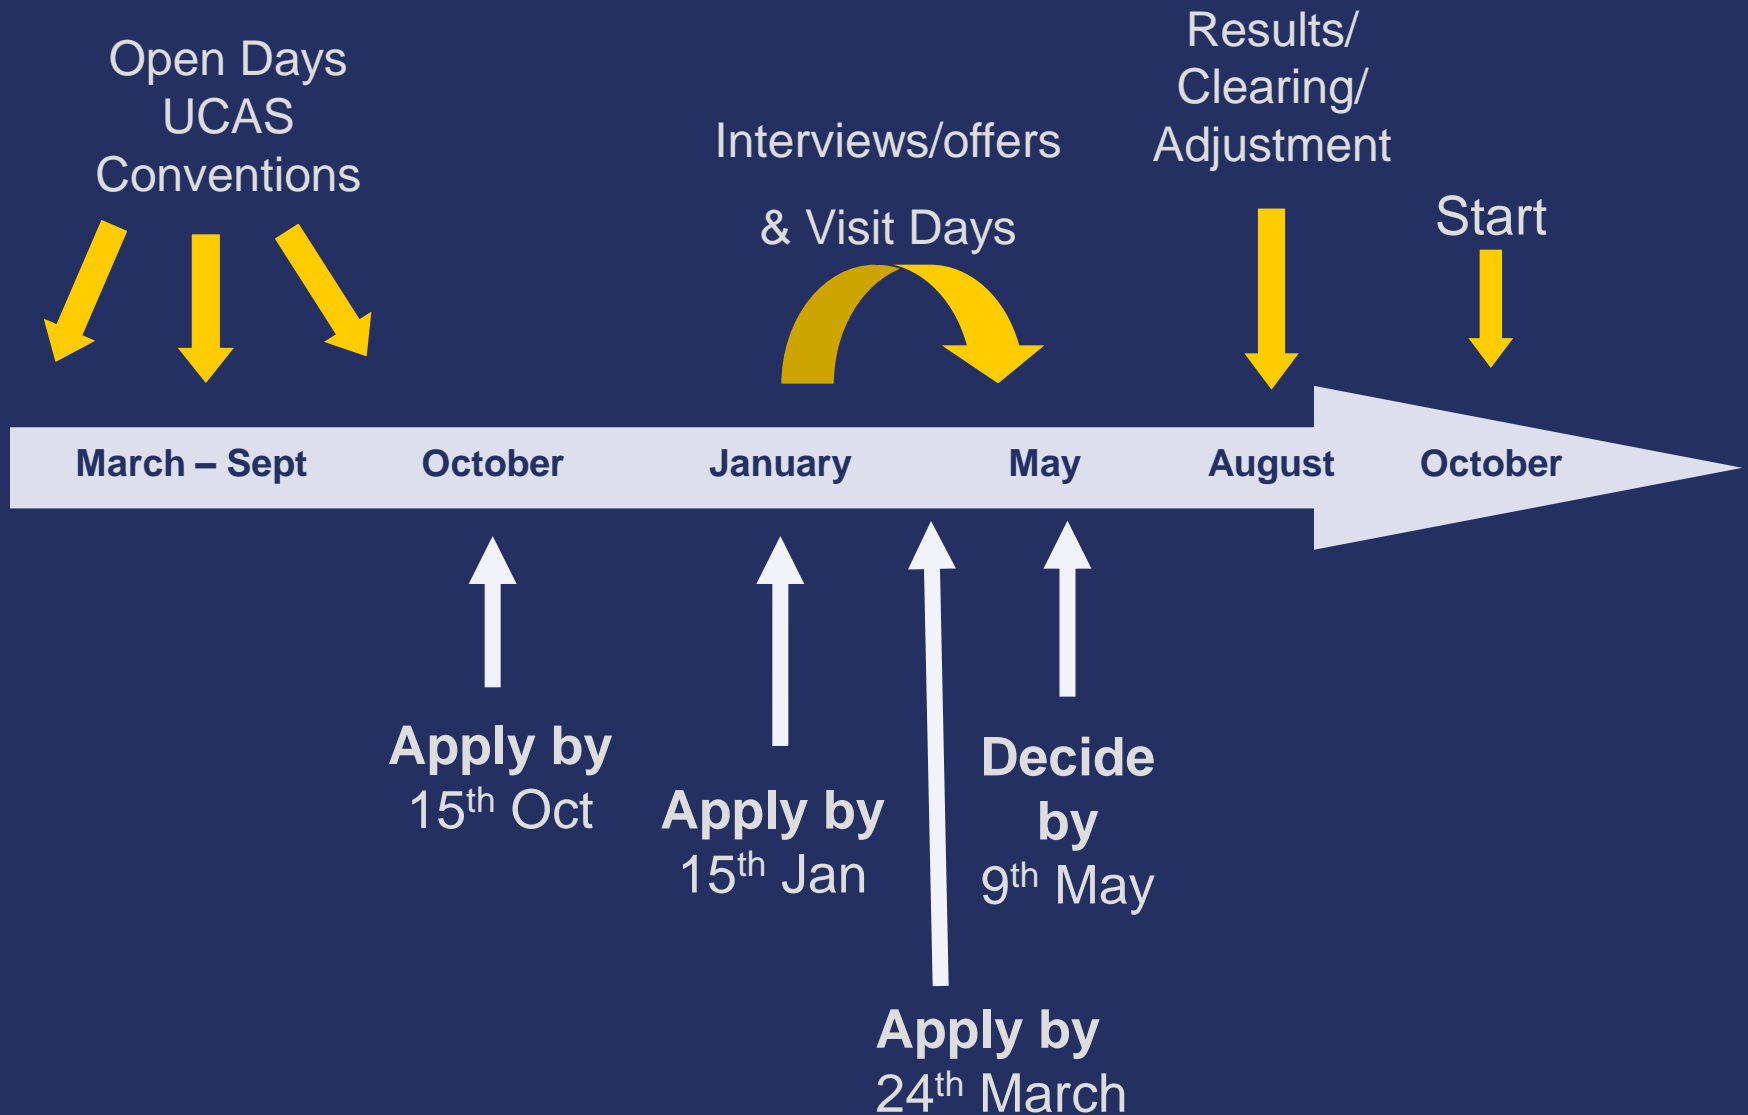 Open Days
UCAS
Conventions
Interviews/offers
& Visit Days
Results/
Clearing/
Adjustment
Start
March – Sept
October
January
May
August
October
Apply by
15th Oct
Apply by
15th Jan
Decide
by
9th May
Apply by
24th March